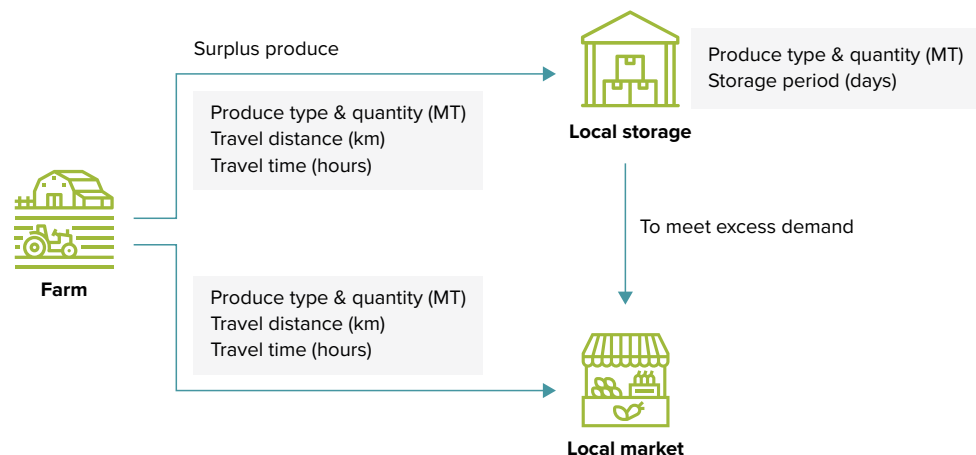 Surplus produce
Produce type & quantity (MT)
Travel distance (km)
Travel time (hours)
Local storage
Produce type & quantity (MT)
Storage period (days)
To meet excess demand
Farm
Produce type & quantity (MT)
Travel distance (km)
Travel time (hours)
Local market